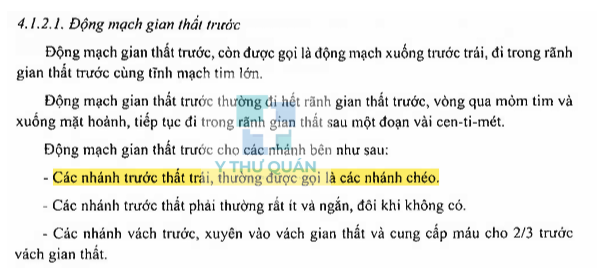 4.1.2.1. Động mạch gian thất trước
Động mạch gian thất trước, còn được gọi là động mạch xuống trước trái, đi trong rãnh
gian thất trước cùng tĩnh mạch tim lớn.
Động mạch gian thất trước thường đi hết rãnh gian thất trước, vòng qua mỏm tim và
xuống mặt hoành, tiếp tục đi trong rãnh gian thất sau một đoạn vài cen-ti-mét.
Động mạch gian thất trước cho các nhánh bên như sau:
Y THƯ QUÁN
- Các nhánh trước thất trái, thường được gọi là các nhánh chéo.
- Các nhánh trước thất phải thường rất ít và ngắn, đôi khi không có.
- Các nhánh vách trước, xuyên vào vách gian thất và cung cấp máu cho 2/3 trước
vách gian thất.